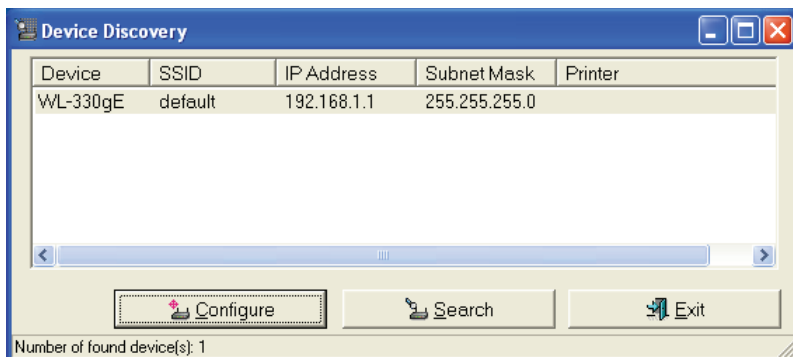 Device Discovery
Device SSID IP Address Subnet Mask Printer
WL-330gE default 192.168.1.1 255.255.255.0
Configure Search Exit
Number of found device(s): 1